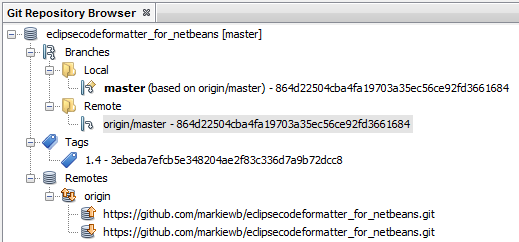 Git Repository Browser
eclipsecodeformatter_for_netbeans [master]
Branches
Local
master (based on origin/master) - 864d22504cba4fa19703a35ec56ce92fd3661684
Remote
origin/master - 864d22504cba4fa19703a35ec56ce92fd3661684
Tags
1.4 - 3ebeda7efcb5e348204ae2f83c336d7a9b72dcc8
Remotes
origin
https://github.com/markiewb/eclipsecodeformatter_for_netbeans.git
https://github.com/markiewb/eclipsecodeformatter_for_netbeans.git